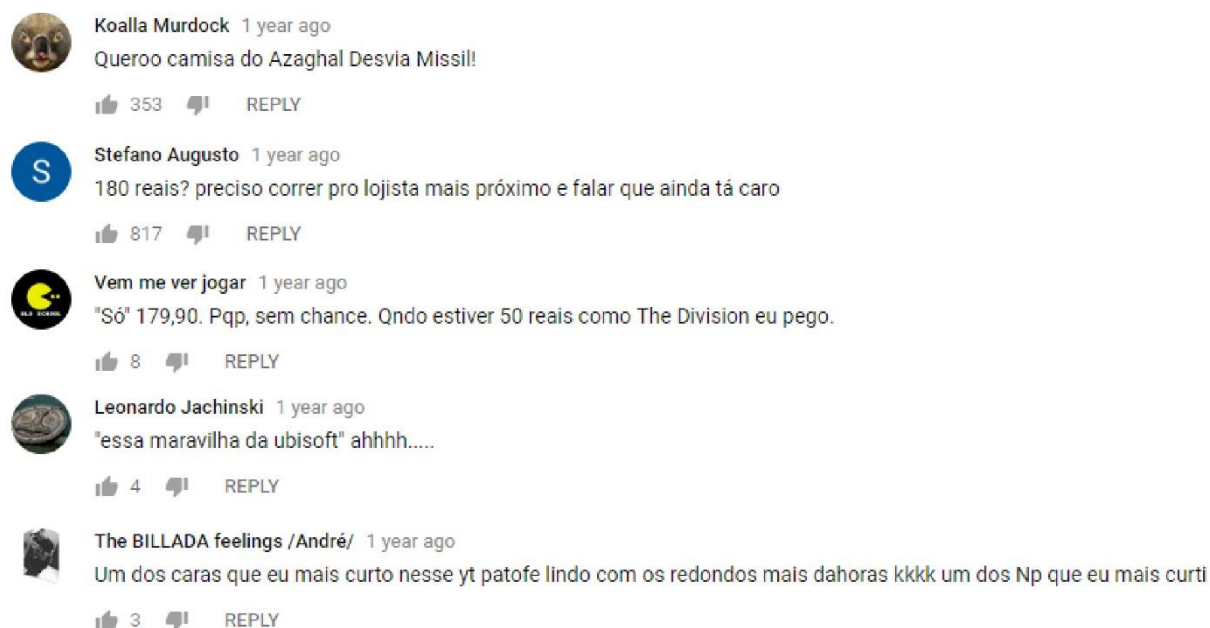 Koalla Murdock 1 year ago
Queroo camisa do Azaghal Desvia Missil!
353 REPLY
S
Stefano Augusto 1 year ago
180 reais? preciso correr pro lojista mais próximo e falar que ainda tá caro
817 REPLY
Vem me ver jogar 1 year ago
"Só" 179,90. Pqp, sem chance. Qndo estiver 50 reais como The Division eu pego.
OLD SCHOOL
8 REPLY
Leonardo Jachinski 1 year ago
"essa maravilha da ubisoft" ahhhh.....
4 REPLY
The BILLADA feelings /André/ 1 year ago
Um dos caras que eu mais curto nesse yt patofe lindo com os redondos mais dahoras kkkk um dos Np que eu mais curti
3 REPLY